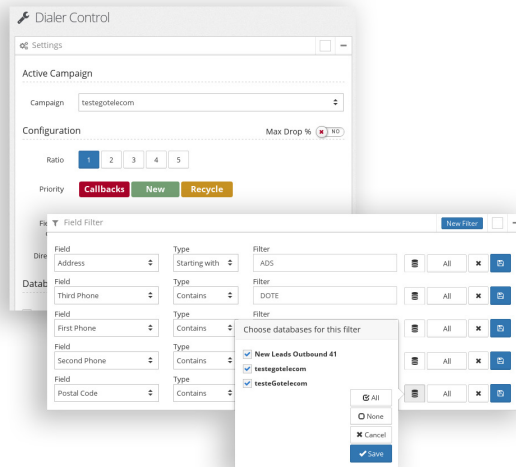 Dialer Control
Settings
Active Campaign
Campaign testegotelecom
Configuration Max Drop % NO
Ratio 1 2 3 4 5
Priority Callbacks New Recycle
Field Filter New Filter
Field Type Filter
Address Starting with ADS All
Field Type Filter
Third Phone Contains DOTE All
Field Type Filter
First Phone Contains All
Field Type
Second Phone Contains All
Field Type
Postal Code Contains All
Choose databases for this filter
New Leads Outbound 41
testegotelecom
testeGotelecom
All
None
Cancel
Save